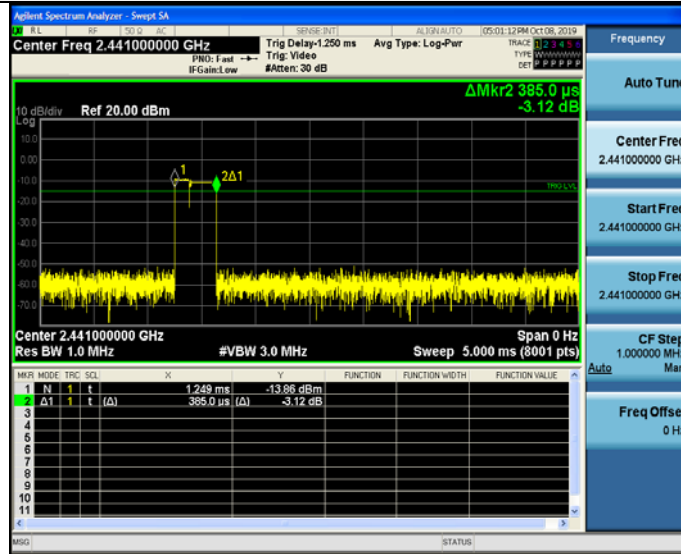 Agilent Spectrum Analyzer - Swept SA
RL RF 50 Ω AC SENSE:INT ALIGN AUTO 05:01:12 PM Oct 08, 2019
Center Freq 2.441000000 GHz
PNO: Fast
IFGain:Low
Trig Delay-1.250 ms
Trig: Video
#Atten: 30 dB
Avg Type: Log-Pwr
TRACE 1 2 3 4 5 6
TYPE WWWWWW
DET P P P P P P
ΔMkr2 385.0 µs
-3.12 dB
10 dB/div
Log
Ref 20.00 dBm
10.0
0.00
-10.0
-20.0
-30.0
-40.0
-50.0
-60.0
-70.0
1
2Δ1
TRIG LVL
Center 2.441000000 GHz Span 0 Hz
Res BW 1.0 MHz #VBW 3.0 MHz Sweep 5.000 ms (8001 pts)
MKR MODE TRC SCL X Y FUNCTION FUNCTION WIDTH FUNCTION VALUE
1 N 1 t 1.249 ms -13.86 dBm
2 Δ1 1 t (Δ) 385.0 µs (Δ) -3.12 dB
3
4
5
6
7
8
9
10
11
MSG STATUS
Frequency
Auto Tune
Center Freq
2.441000000 GHz
Start Freq
2.441000000 GHz
Stop Freq
2.441000000 GHz
CF Step
1.000000 MHz
Auto Man
Freq Offset
0 Hz